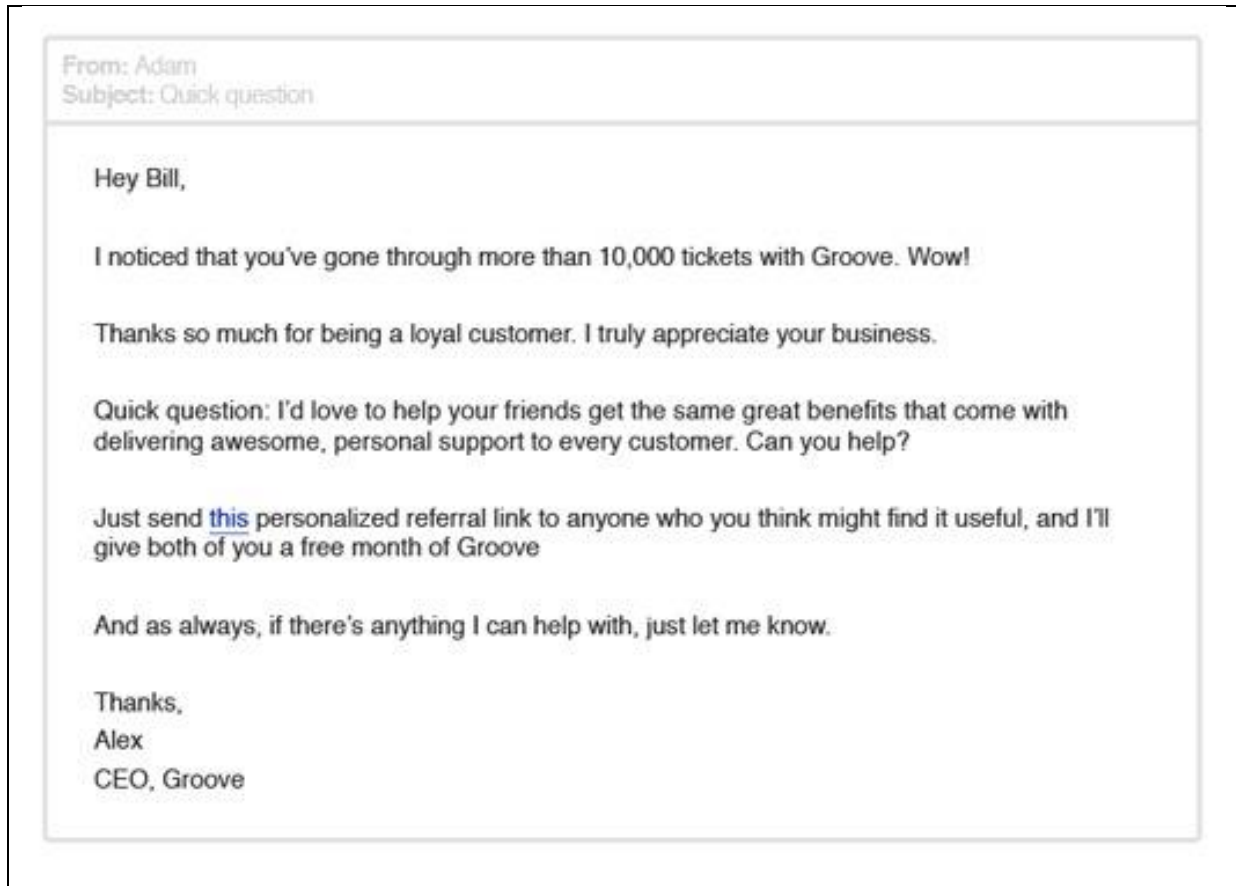 From: Adam
Subject: Quick question
Hey Bill,
I noticed that you've gone through more than 10,000 tickets with Groove. Wow!
Thanks so much for being a loyal customer. I truly appreciate your business.
Quick question: I'd love to help your friends get the same great benefits that come with
delivering awesome, personal support to every customer. Can you help?
Just send this personalized referral link to anyone who you think might find it useful, and I'll
give both of you a free month of Groove
And as always, if there's anything I can help with, just let me know.
Thanks,
Alex
CEO, Groove